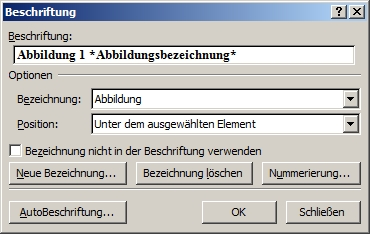 Beschriftung
Beschriftung:
Abbildung 1 *Abbildungsbezeichnung*
Optionen
Bezeichnung: Abbildung
Position: Unter dem ausgewählten Element
Bezeichnung nicht in der Beschriftung verwenden
Neue Bezeichnung... Bezeichnung löschen Nummerierung...
AutoBeschriftung... OK Schließen